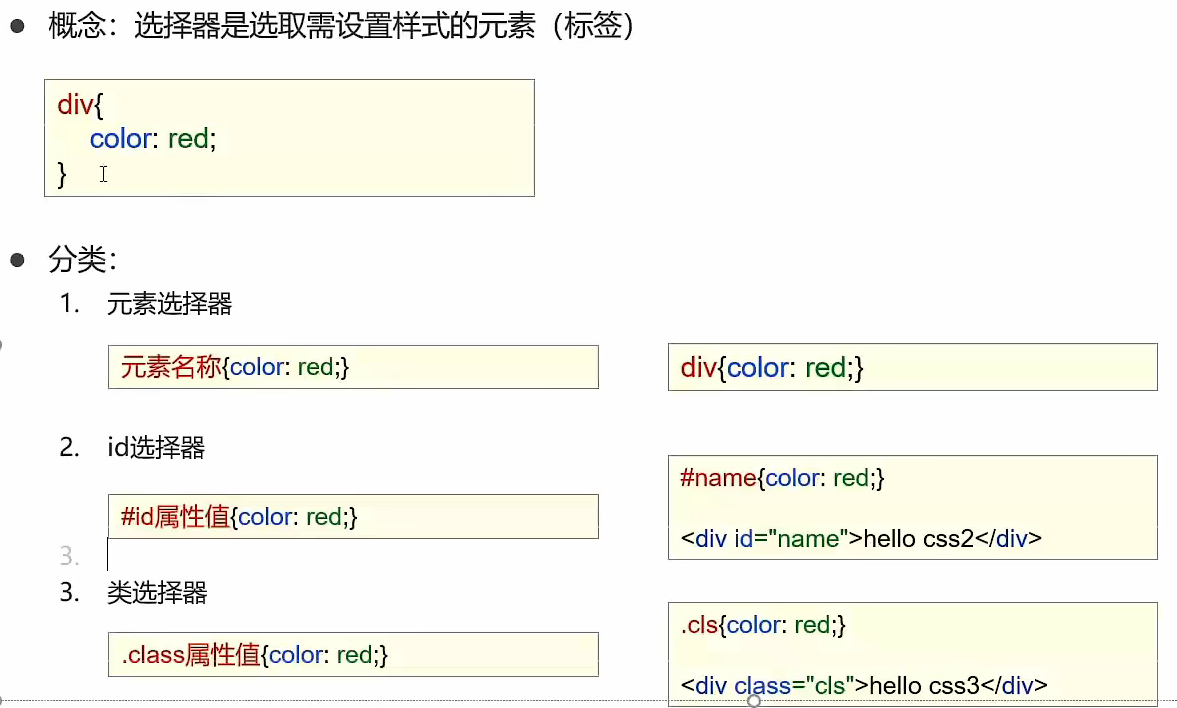 ● 概念：选择器是选取需设置样式的元素（标签）
div{
color: red;
}
● 分类：
1. 元素选择器
元素名称{color: red;}
div{color: red;}
2. id选择器
#id属性值{color: red;}
#name{color: red;}
<div id="name">hello css2</div>
3.
3. 类选择器
.class属性值{color: red;}
.cls{color: red;}
<div class="cls">hello css3</div>